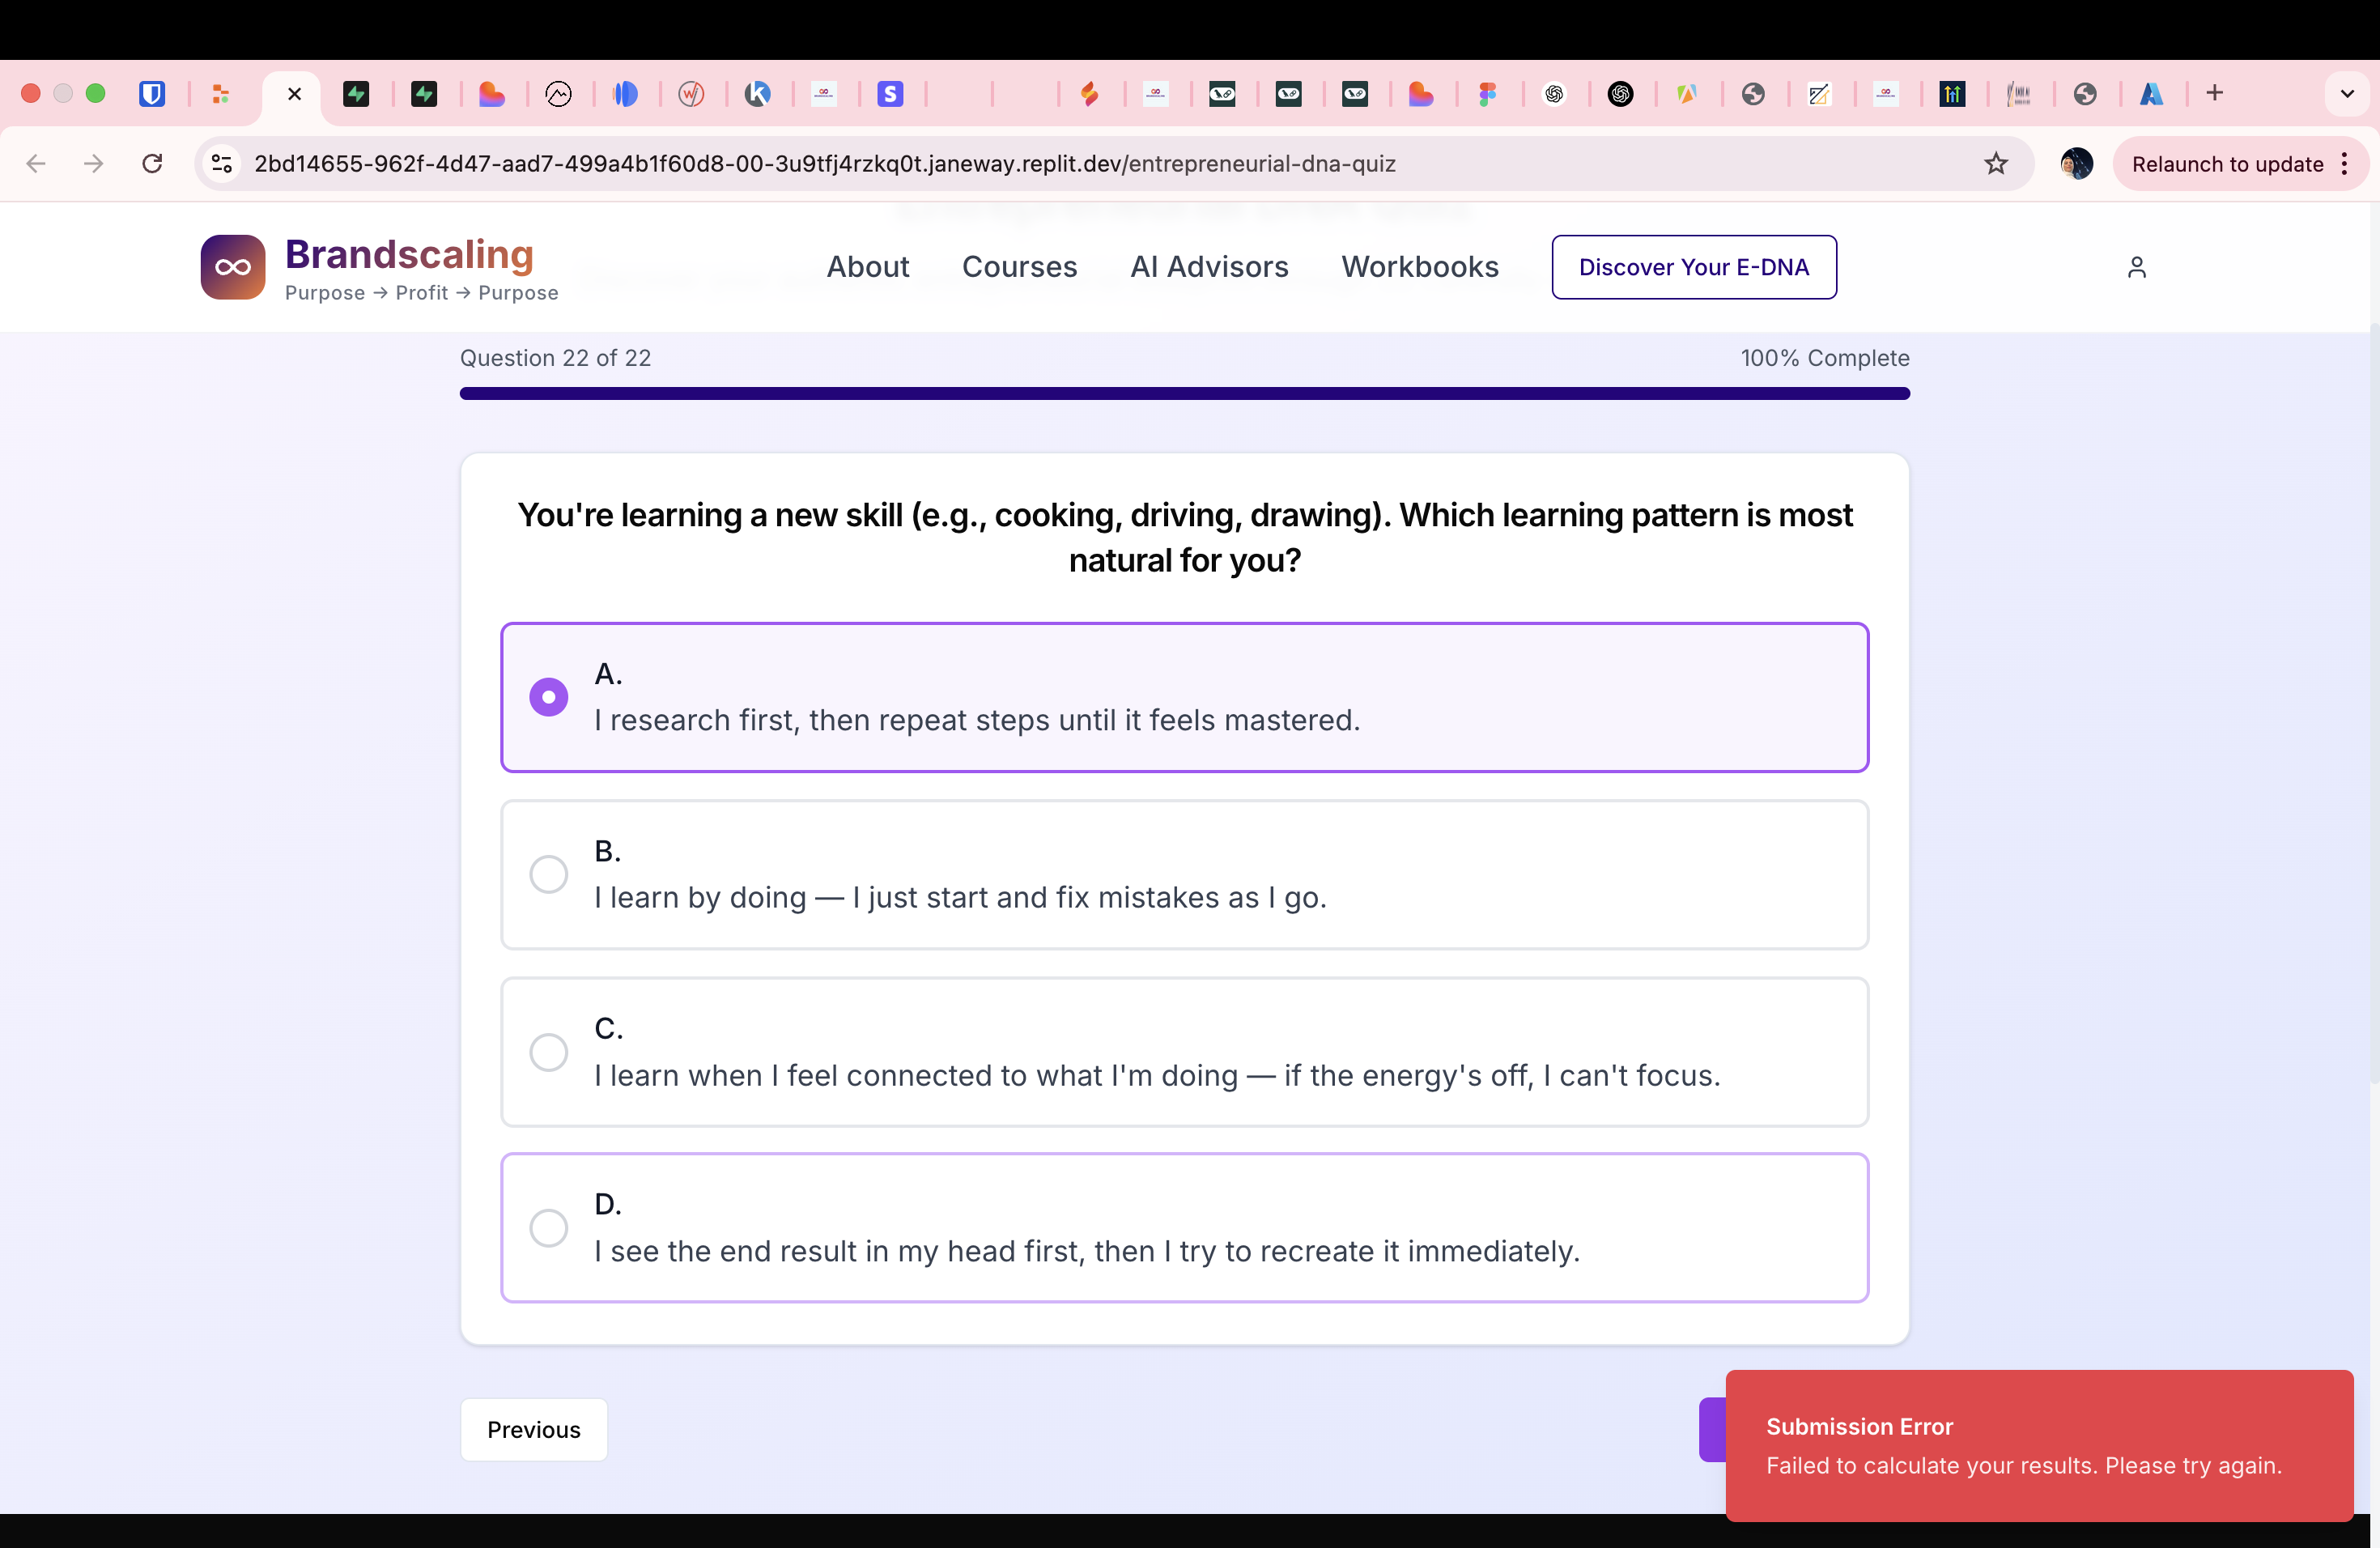 2bd14655-962f-4d47-aad7-499a4b1f60d8-00-3u9tfj4rzkq0t.janeway.replit.dev/entrepreneurial-dna-quiz
Relaunch to update
Brandscaling
Purpose → Profit → Purpose
About
Courses
AI Advisors
Workbooks
Discover Your E-DNA
Question 22 of 22
100% Complete
You're learning a new skill (e.g., cooking, driving, drawing). Which learning pattern is most
natural for you?
A.
I research first, then repeat steps until it feels mastered.
B.
I learn by doing — I just start and fix mistakes as I go.
C.
I learn when I feel connected to what I'm doing — if the energy's off, I can't focus.
D.
I see the end result in my head first, then I try to recreate it immediately.
Previous
Submission Error
Failed to calculate your results. Please try again.